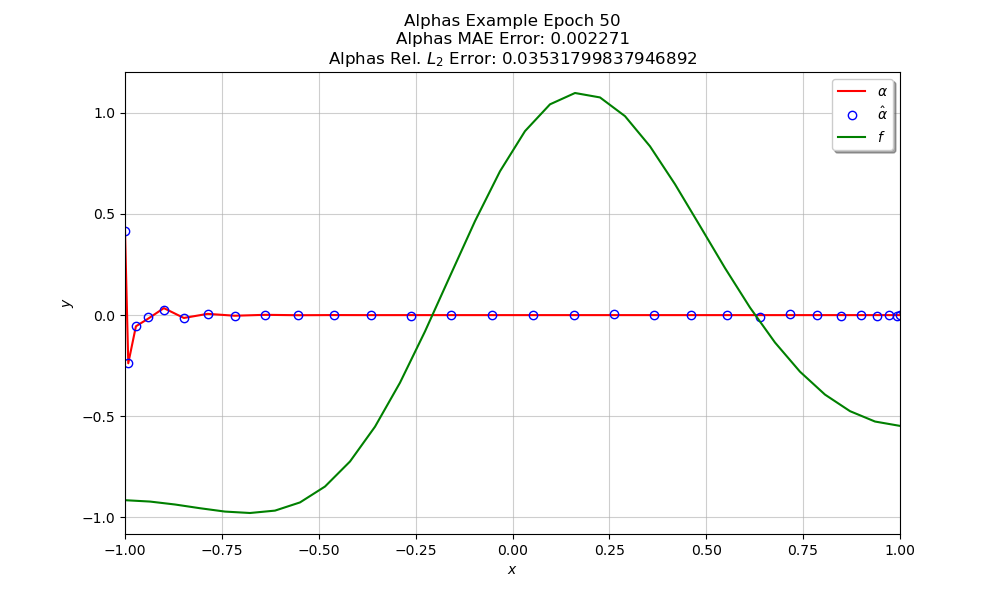 Alphas Example Epoch 50
Alphas MAE Error: 0.002271
Alphas Rel. L₂ Error: 0.03531799837946892
α
α̂
f
1.0
0.5
0.0
−0.5
−1.0
y
−1.00 −0.75 −0.50 −0.25 0.00 0.25 0.50 0.75 1.00
x